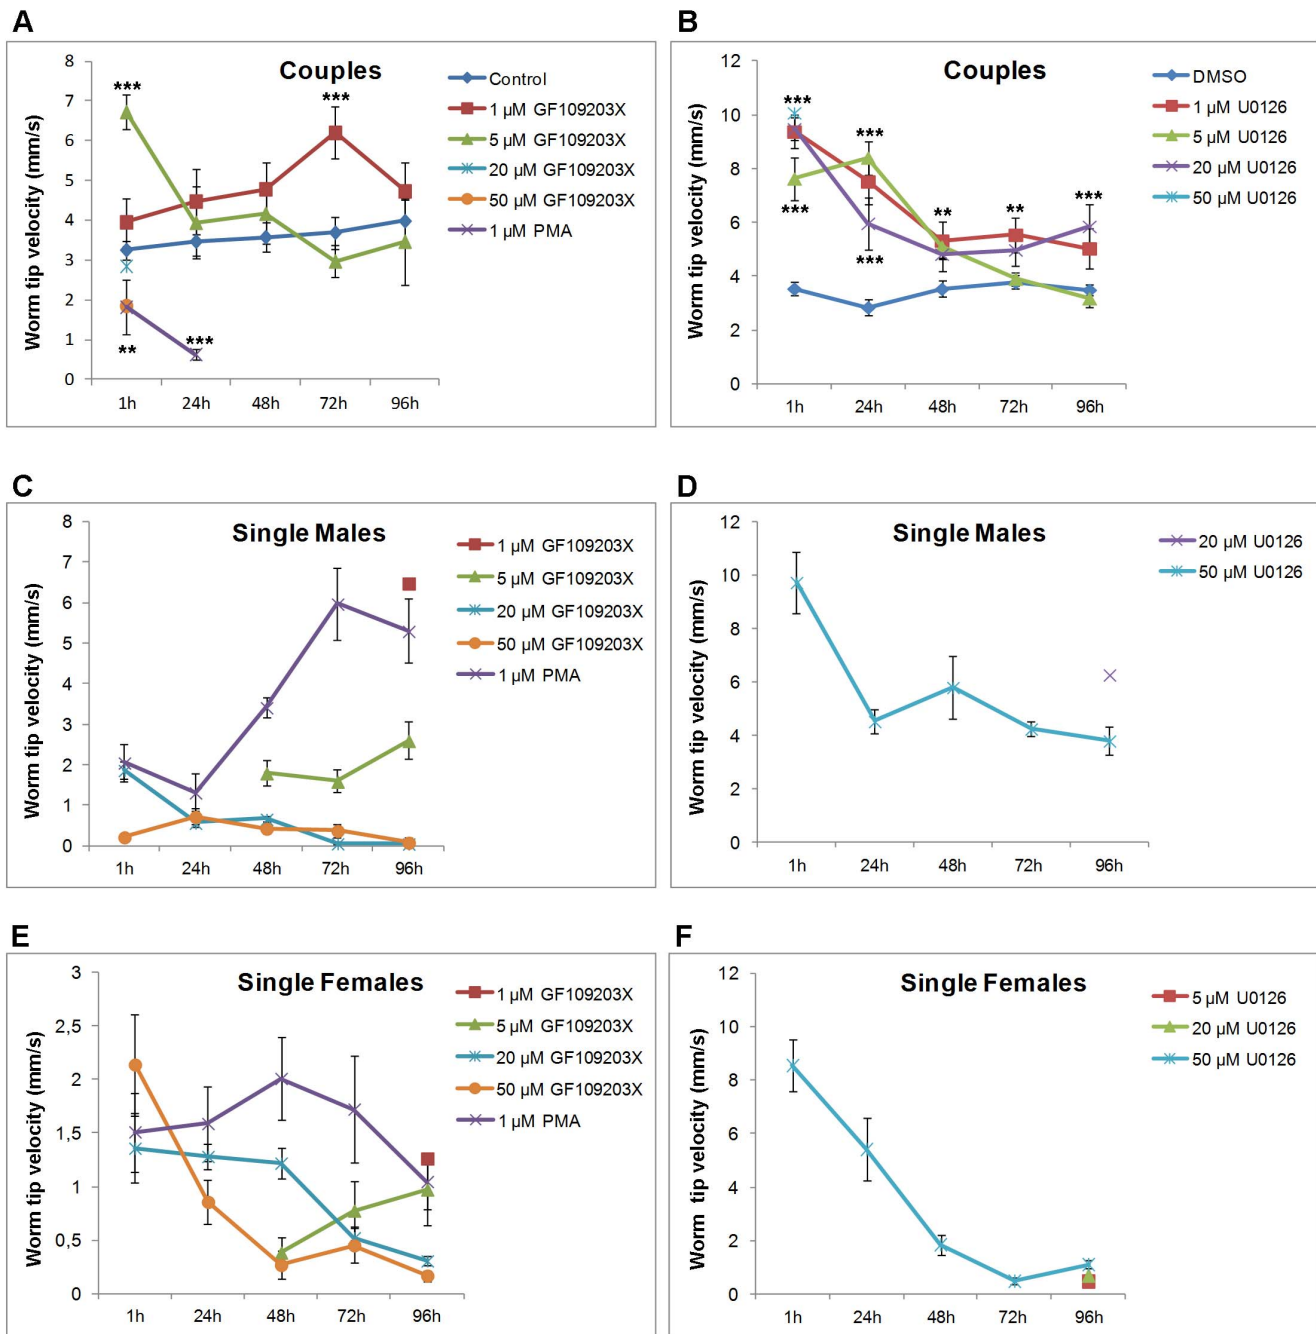 A
Couples
Worm tip velocity (mm/s)
8
7
6
5
4
3
2
1
0
***
***
**
***
1h 24h 48h 72h 96h
Control
1 µM GF109203X
5 µM GF109203X
20 µM GF109203X
50 µM GF109203X
1 µM PMA
B
Couples
Worm tip velocity (mm/s)
12
10
8
6
4
2
0
***
***
***
***
**
**
***
1h 24h 48h 72h 96h
DMSO
1 µM U0126
5 µM U0126
20 µM U0126
50 µM U0126
C
Single Males
Worm tip velocity (mm/s)
8
7
6
5
4
3
2
1
0
1h 24h 48h 72h 96h
1 µM GF109203X
5 µM GF109203X
20 µM GF109203X
50 µM GF109203X
1 µM PMA
D
Single Males
Worm tip velocity (mm/s)
12
10
8
6
4
2
0
1h 24h 48h 72h 96h
20 µM U0126
50 µM U0126
E
Single Females
Worm tip velocity (mm/s)
3
2,5
2
1,5
1
0,5
0
1h 24h 48h 72h 96h
1 µM GF109203X
5 µM GF109203X
20 µM GF109203X
50 µM GF109203X
1 µM PMA
F
Single Females
Worm tip velocity (mm/s)
12
10
8
6
4
2
0
1h 24h 48h 72h 96h
5 µM U0126
20 µM U0126
50 µM U0126